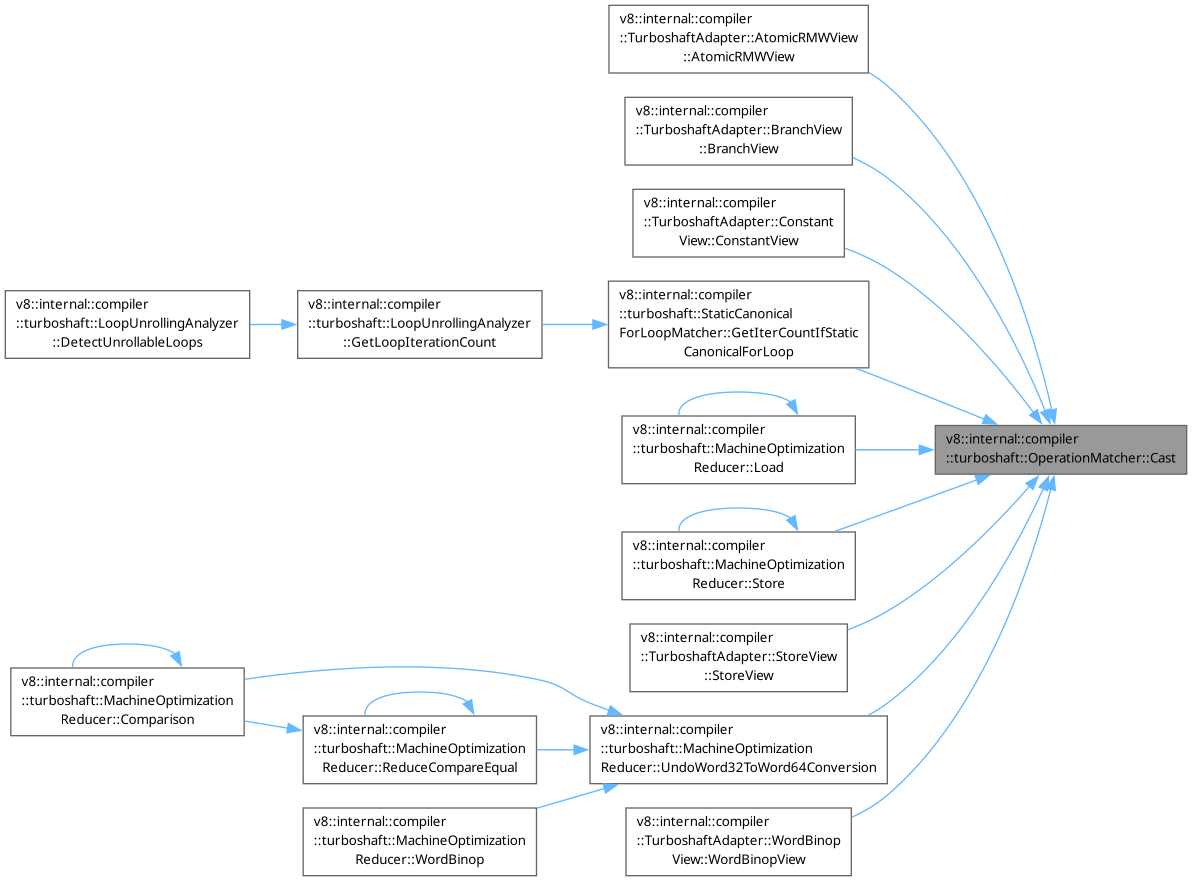 v8::internal::compiler
::TurboshaftAdapter::AtomicRMWView
::AtomicRMWView
v8::internal::compiler
::TurboshaftAdapter::BranchView
::BranchView
v8::internal::compiler
::TurboshaftAdapter::Constant
View::ConstantView
v8::internal::compiler
::turboshaft::LoopUnrollingAnalyzer
::DetectUnrollableLoops
v8::internal::compiler
::turboshaft::LoopUnrollingAnalyzer
::GetLoopIterationCount
v8::internal::compiler
::turboshaft::StaticCanonical
ForLoopMatcher::GetIterCountIfStatic
CanonicalForLoop
v8::internal::compiler
::turboshaft::MachineOptimization
Reducer::Load
v8::internal::compiler
::turboshaft::OperationMatcher::Cast
v8::internal::compiler
::turboshaft::MachineOptimization
Reducer::Store
v8::internal::compiler
::TurboshaftAdapter::StoreView
::StoreView
v8::internal::compiler
::turboshaft::MachineOptimization
Reducer::Comparison
v8::internal::compiler
::turboshaft::MachineOptimization
Reducer::ReduceCompareEqual
v8::internal::compiler
::turboshaft::MachineOptimization
Reducer::UndoWord32ToWord64Conversion
v8::internal::compiler
::turboshaft::MachineOptimization
Reducer::WordBinop
v8::internal::compiler
::TurboshaftAdapter::WordBinop
View::WordBinopView